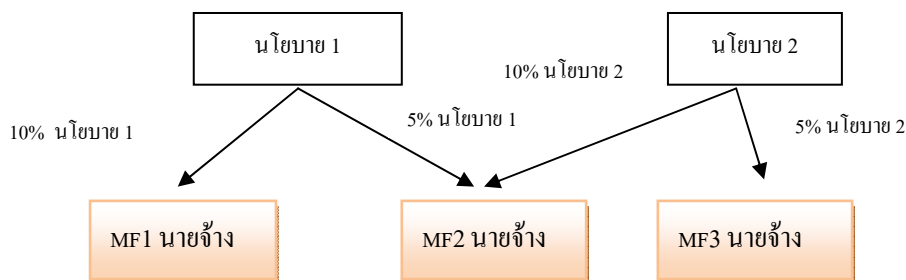 นโยบาย 1
นโยบาย 2
10% นโยบาย 2
10% นโยบาย 1
5% นโยบาย 1
5% นโยบาย 2
MF1 นายจ้าง
MF2 นายจ้าง
MF3 นายจ้าง